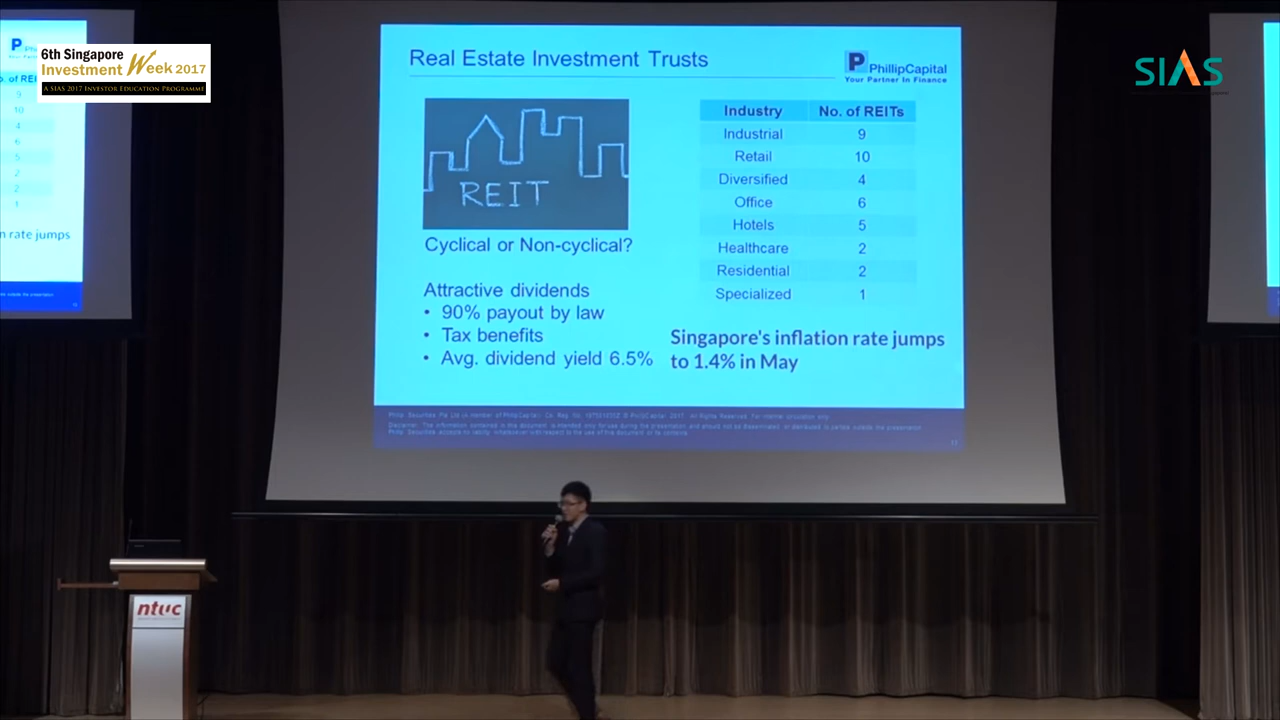 6th Singapore
Investment Week 2017
A SIAS 2017 INVESTOR EDUCATION PROGRAMME
SIAS
Real Estate Investment Trusts
P PhillipCapital
Your Partner In Finance
REIT
Cyclical or Non-cyclical?
Attractive dividends
• 90% payout by law
• Tax benefits
• Avg. dividend yield 6.5%
Industry No. of REITs
Industrial 9
Retail 10
Diversified 4
Office 6
Hotels 5
Healthcare 2
Residential 2
Specialized 1
Singapore's inflation rate jumps
to 1.4% in May
n rate jumps
ntuc